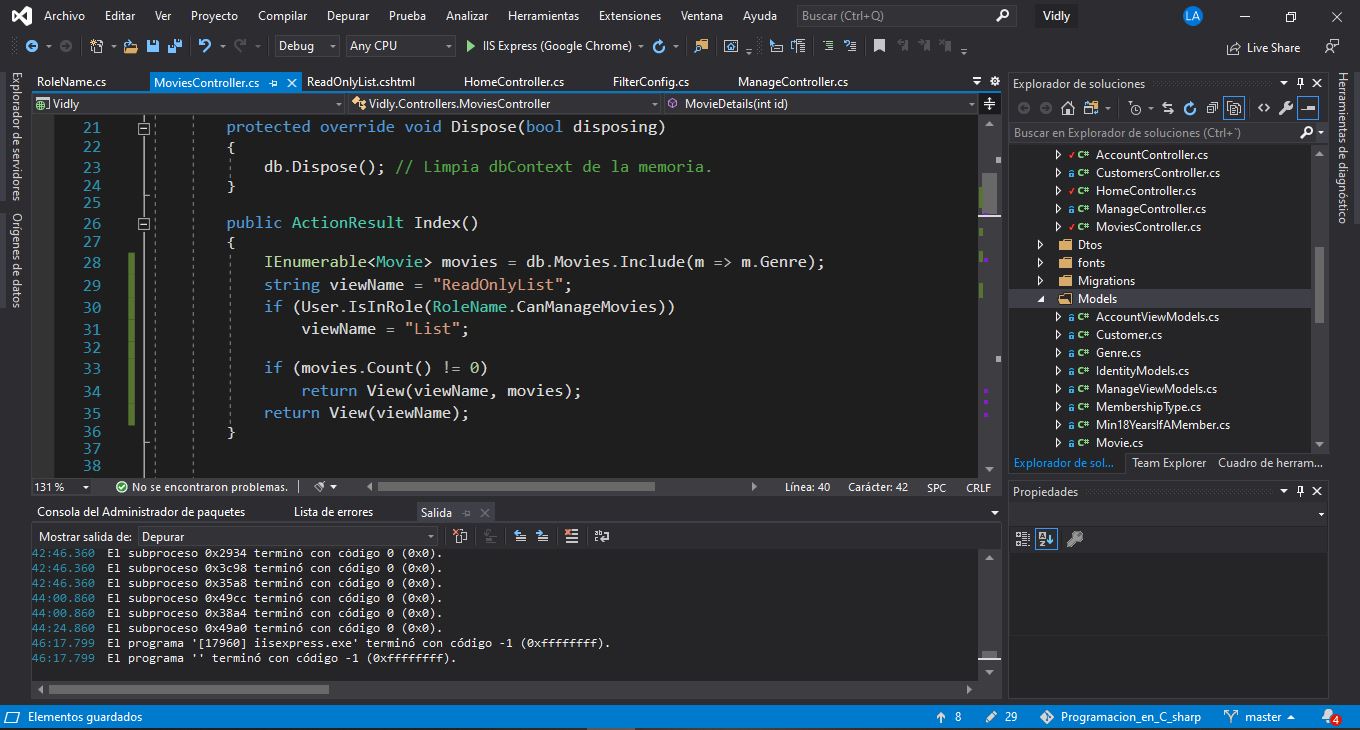 Archivo Editar Ver Proyecto Compilar Depurar Prueba Analizar Herramientas Extensiones Ventana Ayuda Buscar (Ctrl+Q) Vidly LA
Debug Any CPU IIS Express (Google Chrome) Live Share
Explorador de servidores
Orígenes de datos
RoleName.cs MoviesController.cs ReadOnlyList.cshtml HomeController.cs FilterConfig.cs ManageController.cs
Vidly Vidly.Controllers.MoviesController MovieDetails(int id)
21 protected override void Dispose(bool disposing)
22 {
23 db.Dispose(); // Limpia dbContext de la memoria.
24 }
25
26 public ActionResult Index()
27 {
28 IEnumerable<Movie> movies = db.Movies.Include(m => m.Genre);
29 string viewName = "ReadOnlyList";
30 if (User.IsInRole(RoleName.CanManageMovies))
31 viewName = "List";
32
33 if (movies.Count() != 0)
34 return View(viewName, movies);
35 return View(viewName);
36 }
37
38
131 % No se encontraron problemas. Línea: 40 Carácter: 42 SPC CRLF
Consola del Administrador de paquetes Lista de errores Salida
Mostrar salida de: Depurar
42:46.360 El subproceso 0x2934 terminó con código 0 (0x0).
42:46.360 El subproceso 0x3c98 terminó con código 0 (0x0).
42:46.360 El subproceso 0x35a8 terminó con código 0 (0x0).
44:00.860 El subproceso 0x49cc terminó con código 0 (0x0).
44:00.860 El subproceso 0x38a4 terminó con código 0 (0x0).
44:24.860 El subproceso 0x49a0 terminó con código 0 (0x0).
46:17.799 El programa '[17960] iisexpress.exe' terminó con código -1 (0xffffffff).
46:17.799 El programa '' terminó con código -1 (0xffffffff).
Explorador de soluciones
Buscar en Explorador de soluciones (Ctrl+´)
C# AccountController.cs
C# CustomersController.cs
C# HomeController.cs
C# ManageController.cs
C# MoviesController.cs
Dtos
fonts
Migrations
Models
C# AccountViewModels.cs
C# Customer.cs
C# Genre.cs
C# IdentityModels.cs
C# ManageViewModels.cs
C# MembershipType.cs
C# Min18YearsIfAMember.cs
C# Movie.cs
Explorador de sol... Team Explorer Cuadro de herram...
Propiedades
Herramientas de diagnóstico
Elementos guardados 8 29 Programacion_en_C_sharp master 4